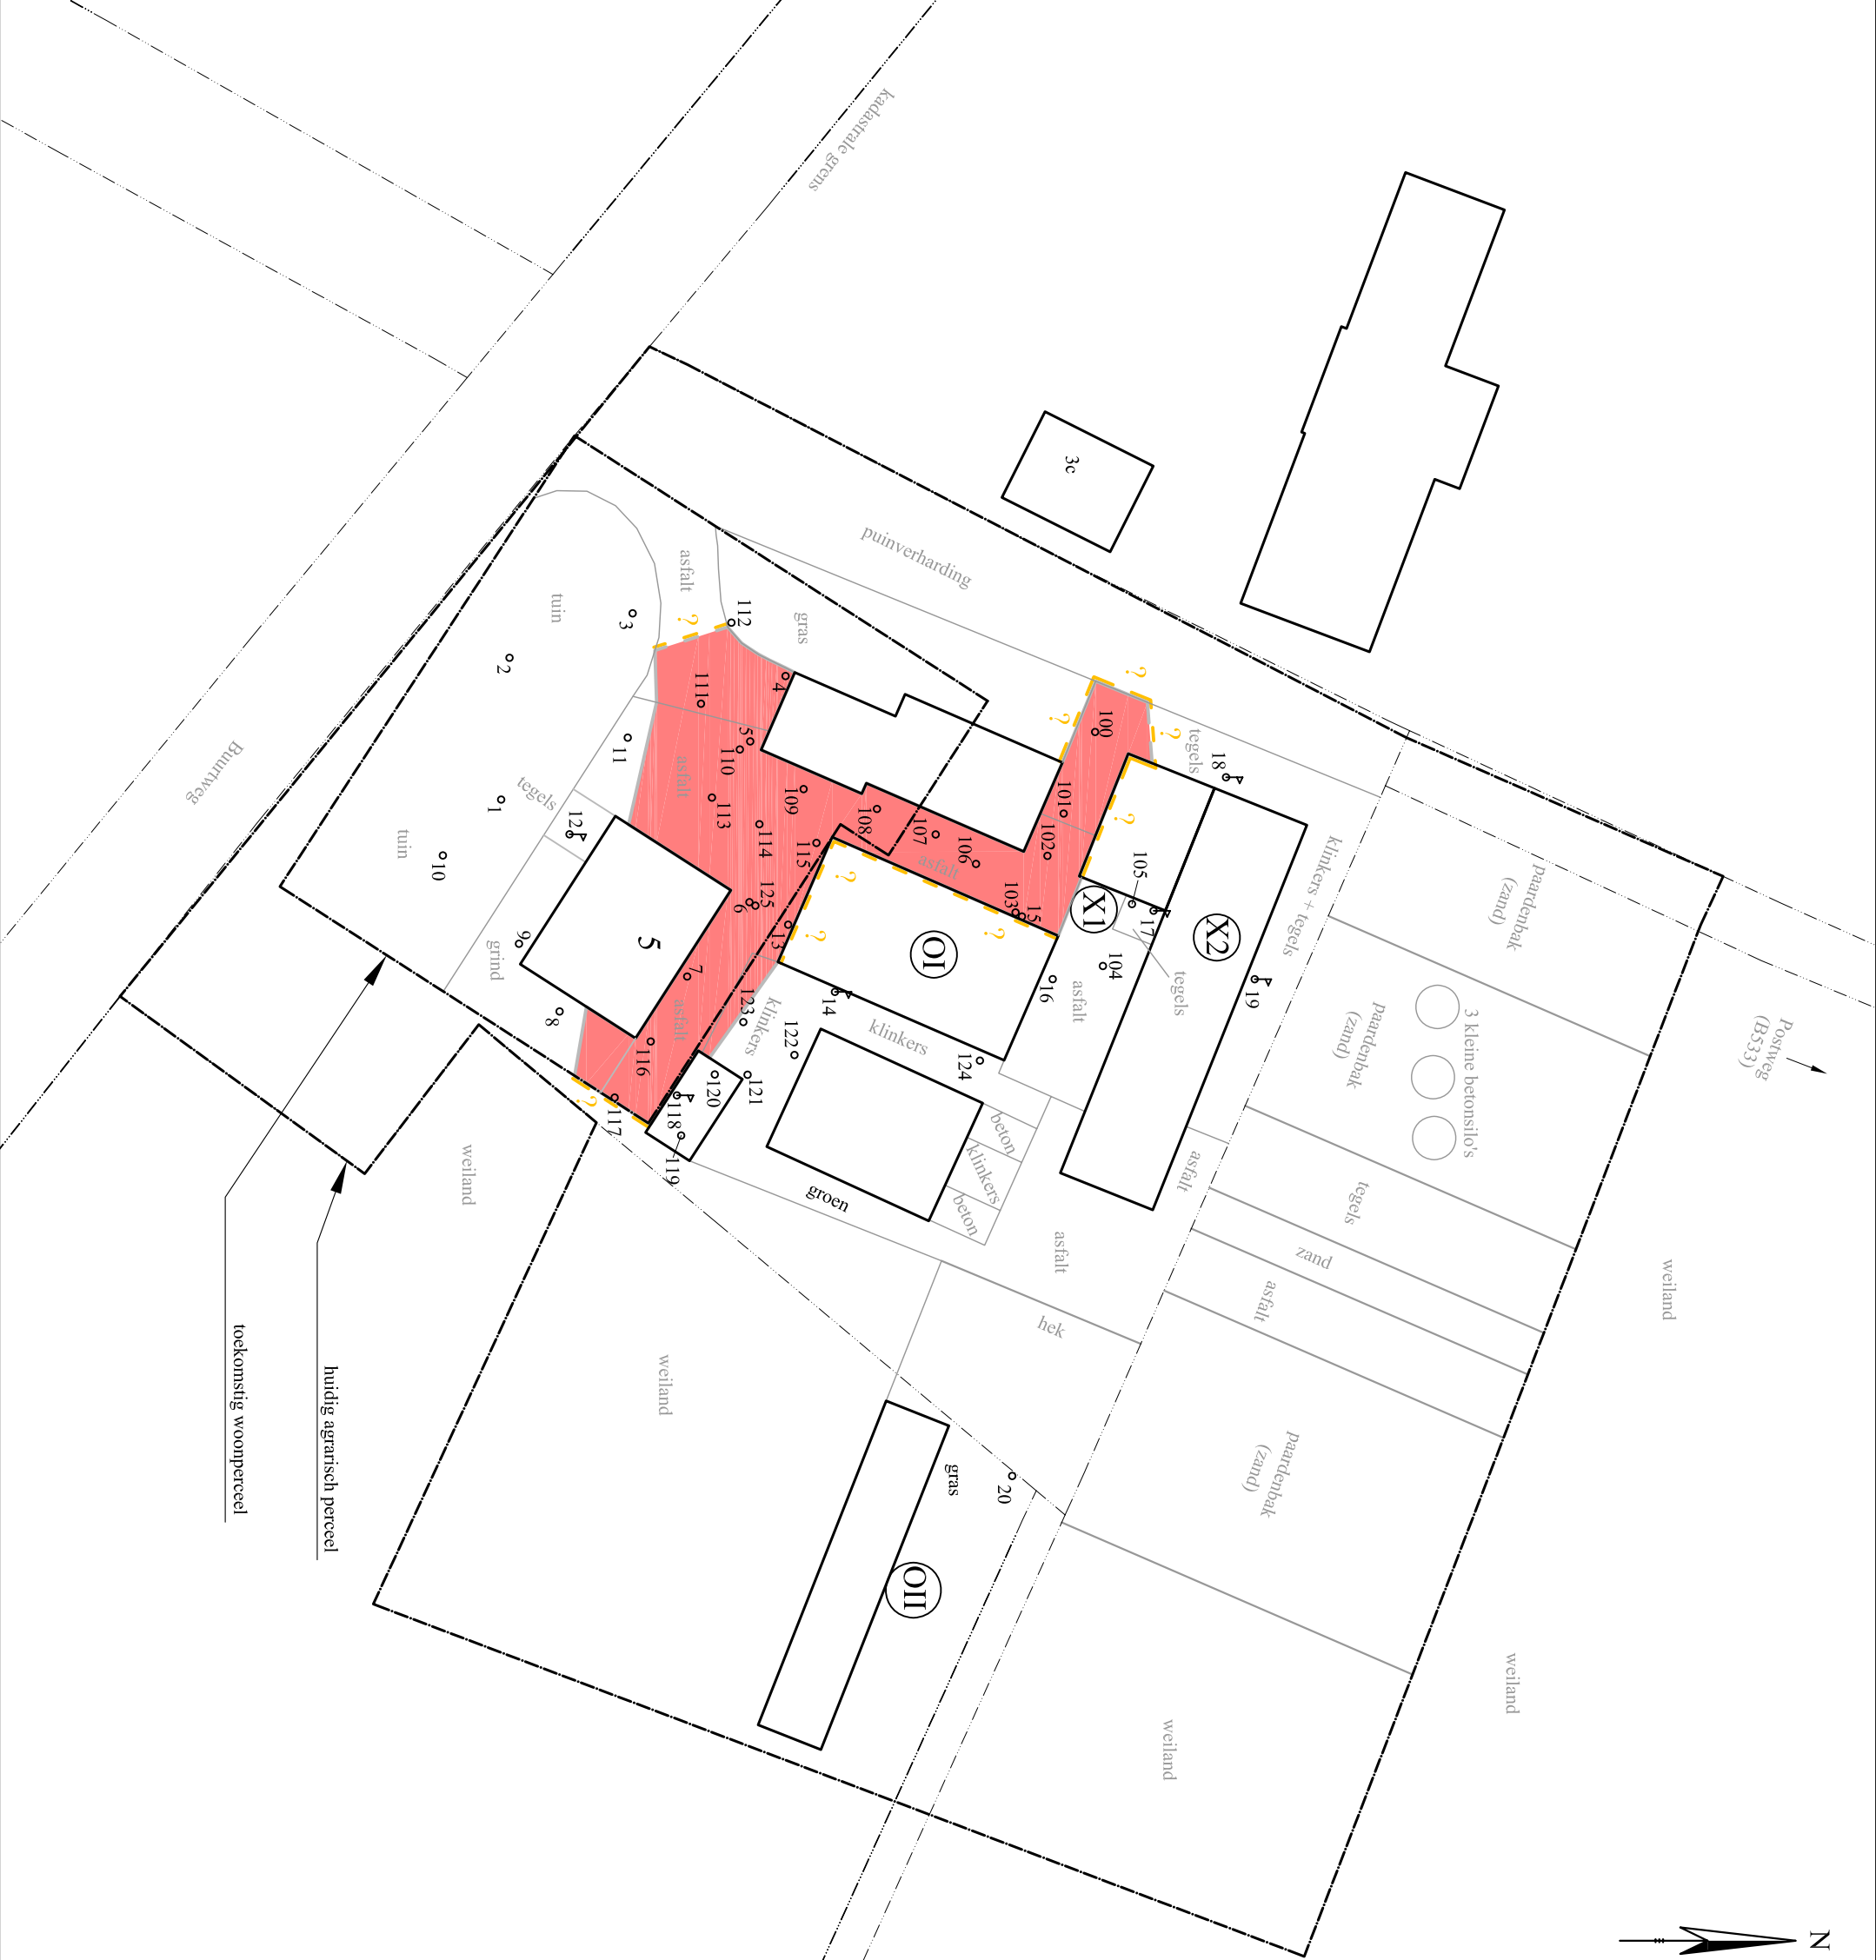 N
Postweg
(B533)
kadastrale grens
3c
puinverharding
paardenbak
(zand)
weiland
klinkers + tegels
tegels
18
?
?
?
100
3 kleine betonsilo's
paardenbak
(zand)
X2
19
17
105
101
?
102
X1
tegels
104
asfalt
16
tegels
zand
asfalt
asfalt
paardenbak
(zand)
weiland
weiland
gras
112
asfalt
?
tuin
3
2
4
111
5
110
asfalt
113
109
108
107
106
asfalt
103
15
114
115
?
?
OI
125
6
13
?
11
tegels
12
1
tuin
10
Buurtweg
5
9
grind
8
7
asfalt
123
klinkers
14
klinkers
122
124
116
121
120
118
119
117
?
beton
klinkers
beton
groen
asfalt
hek
weiland
weiland
gras
20
OII
huidig agrarisch perceel
toekomstig woonperceel